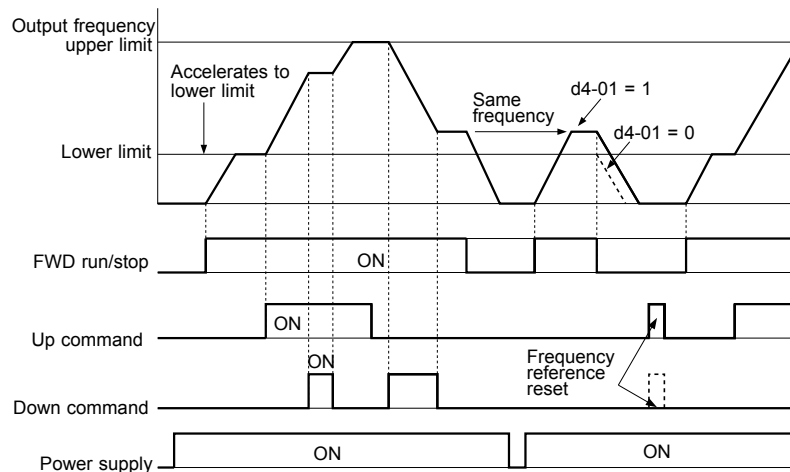 Output frequency
upper limit
Accelerates to
lower limit
Same
frequency
d4-01 = 1
d4-01 = 0
Lower limit
FWD run/stop
ON
Up command
ON
ON
Frequency
reference
reset
Down command
Power supply
ON
ON